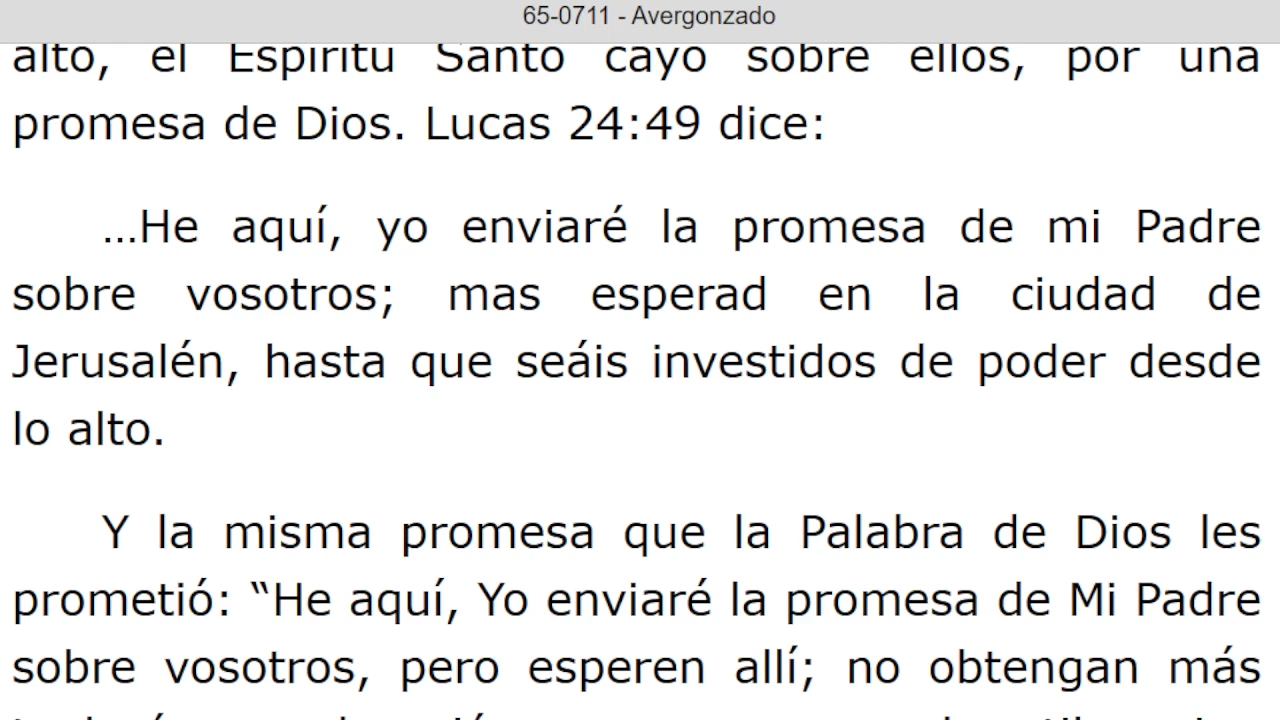 65-0711 - Avergonzado
alto, el Espíritu Santo cayó sobre ellos, por una
promesa de Dios. Lucas 24:49 dice:
…He aquí, yo enviaré la promesa de mi Padre
sobre vosotros; mas esperad en la ciudad de
Jerusalén, hasta que seáis investidos de poder desde
lo alto.
Y la misma promesa que la Palabra de Dios les
prometió: “He aquí, Yo enviaré la promesa de Mi Padre
sobre vosotros, pero esperen allí; no obtengan más